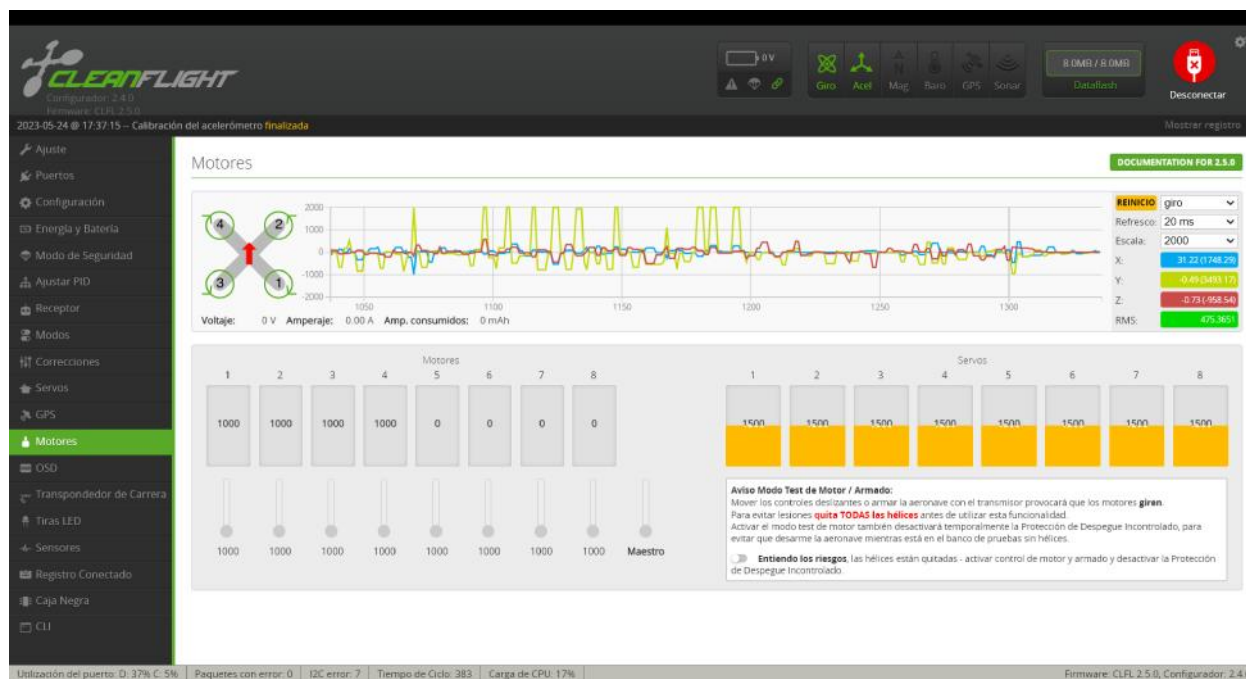 CLEANFLIGHT
Configurador: 2.4.0
Firmware: CLFL 2.5.0
0 V
Giro Acel Mag Baro GPS Sonar
8.0MB / 8.0MB
Dataflash
Desconectar
2023-05-24 @ 17:37:15 -- Calibración del acelerómetro finalizada
Mostrar registro
Ajuste
Puertos
Configuración
Energía y Batería
Modo de Seguridad
Ajustar PID
Receptor
Modos
Correcciones
Servos
GPS
Motores
OSD
Transpondedor de Carrera
Tiras LED
Sensores
Registro Conectado
Caja Negra
CLI
Motores
DOCUMENTATION FOR 2.5.0
4 2
3 1
2000
1000
0
-1000
-2000
1050 1100 1150 1200 1250 1300
REINICIO giro
Refresco: 20 ms
Escala: 2000
X: 31.22 (1748.29)
Y: -0.49 (3493.17)
Z: -0.73 (-958.54)
RMS: 475.3651
Voltaje: 0 V Amperaje: 0.00 A Amp. consumidos: 0 mAh
Motores
1 2 3 4 5 6 7 8
1000 1000 1000 1000 0 0 0 0
1000 1000 1000 1000 1000 1000 1000 1000 Maestro
Servos
1 2 3 4 5 6 7 8
1500 1500 1500 1500 1500 1500 1500 1500
Aviso Modo Test de Motor / Armado:
Mover los controles deslizantes o armar la aeronave con el transmisor provocará que los motores giren.
Para evitar lesiones quita TODAS las hélices antes de utilizar esta funcionalidad.
Activar el modo test de motor también desactivará temporalmente la Protección de Despegue Incontrolado, para
evitar que desarme la aeronave mientras está en el banco de pruebas sin hélices.
Entiendo los riesgos, las hélices están quitadas - activar control de motor y armado y desactivar la Protección
de Despegue Incontrolado.
Utilización del puerto: D: 37% C: 5% Paquetes con error: 0 I2C error: 7 Tiempo de Ciclo: 383 Carga de CPU: 17%
Firmware: CLFL 2.5.0, Configurador: 2.4.